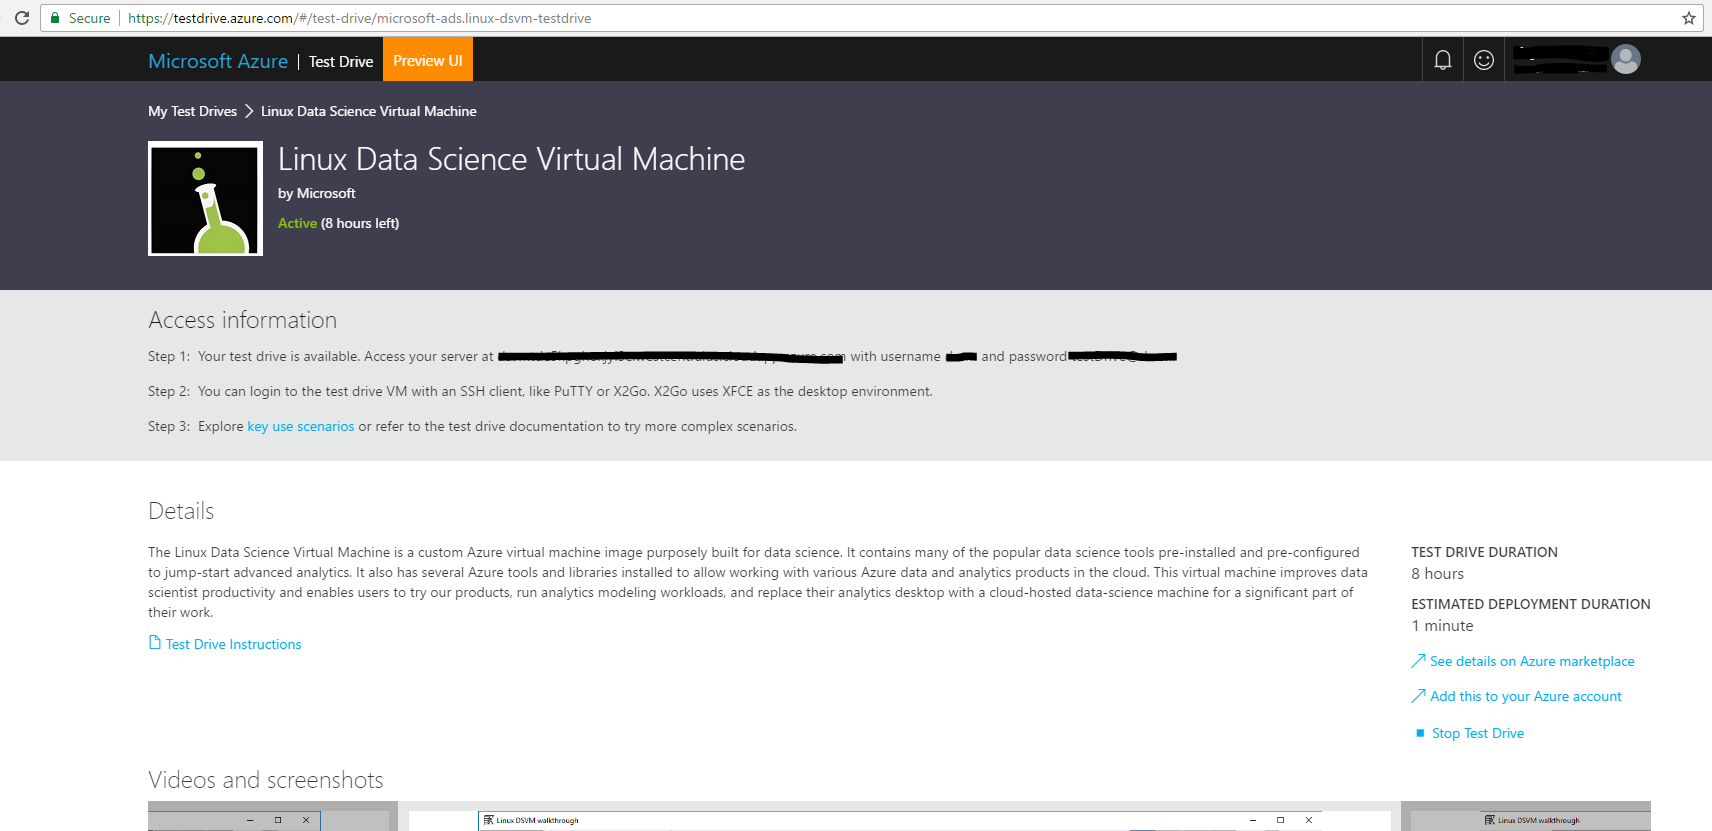 Secure https://testdrive.azure.com/#/test-drive/microsoft-ads.linux-dsvm-testdrive
Microsoft Azure | Test Drive Preview UI
My Test Drives > Linux Data Science Virtual Machine
Linux Data Science Virtual Machine
by Microsoft
Active (8 hours left)
Access information
Step 1: Your test drive is available. Access your server at with username and password
Step 2: You can login to the test drive VM with an SSH client, like PuTTY or X2Go. X2Go uses XFCE as the desktop environment.
Step 3: Explore key use scenarios or refer to the test drive documentation to try more complex scenarios.
Details
The Linux Data Science Virtual Machine is a custom Azure virtual machine image purposely built for data science. It contains many of the popular data science tools pre-installed and pre-configured
to jump-start advanced analytics. It also has several Azure tools and libraries installed to allow working with various Azure data and analytics products in the cloud. This virtual machine improves data
scientist productivity and enables users to try our products, run analytics modeling workloads, and replace their analytics desktop with a cloud-hosted data-science machine for a significant part of
their work.
Test Drive Instructions
TEST DRIVE DURATION
8 hours
ESTIMATED DEPLOYMENT DURATION
1 minute
See details on Azure marketplace
Add this to your Azure account
Stop Test Drive
Videos and screenshots
Linux DSVM walkthrough
Linux DSVM walkthrough